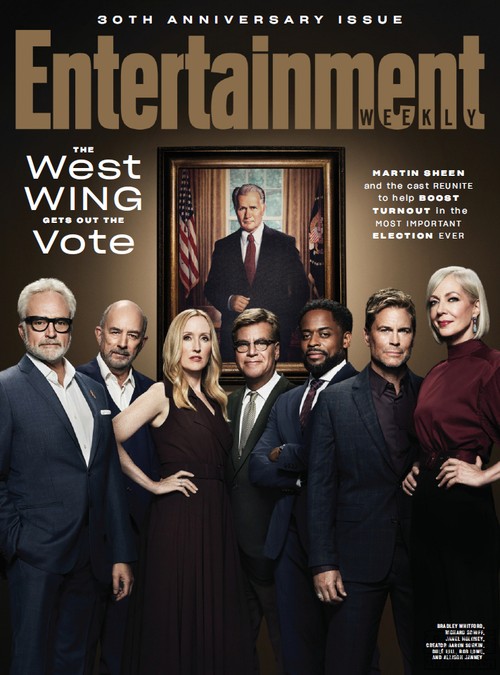 30TH ANNIVERSARY ISSUE
Entertainment
WEEKLY
THE
West
WING
GETS OUT THE
Vote
MARTIN SHEEN
and the cast REUNITE
to help BOOST
TURNOUT in the
MOST IMPORTANT
ELECTION EVER
BRADLEY WHITFORD,
RICHARD SCHIFF,
JANEL MOLONEY,
CREATOR AARON SORKIN,
DULÉ HILL, ROB LOWE,
AND ALLISON JANNEY